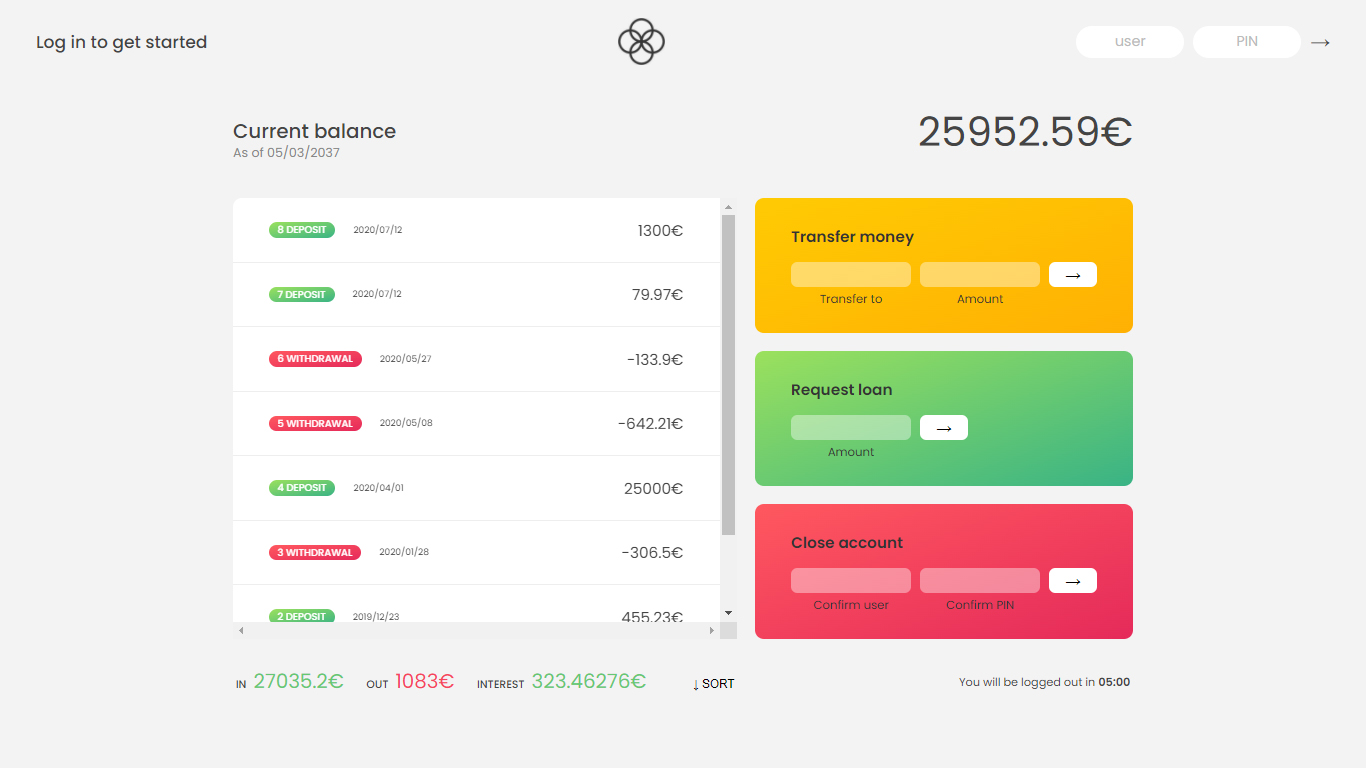 Log in to get started
user
PIN
→
Current balance
As of 05/03/2037
25952.59€
8 DEPOSIT 2020/07/12 1300€
7 DEPOSIT 2020/07/12 79.97€
6 WITHDRAWAL 2020/05/27 -133.9€
5 WITHDRAWAL 2020/05/08 -642.21€
4 DEPOSIT 2020/04/01 25000€
3 WITHDRAWAL 2020/01/28 -306.5€
2 DEPOSIT 2019/12/23 455.23€
Transfer money
→
Transfer to Amount
Request loan
→
Amount
Close account
→
Confirm user Confirm PIN
IN 27035.2€ OUT 1083€ INTEREST 323.46276€ ↓ SORT
You will be logged out in 05:00